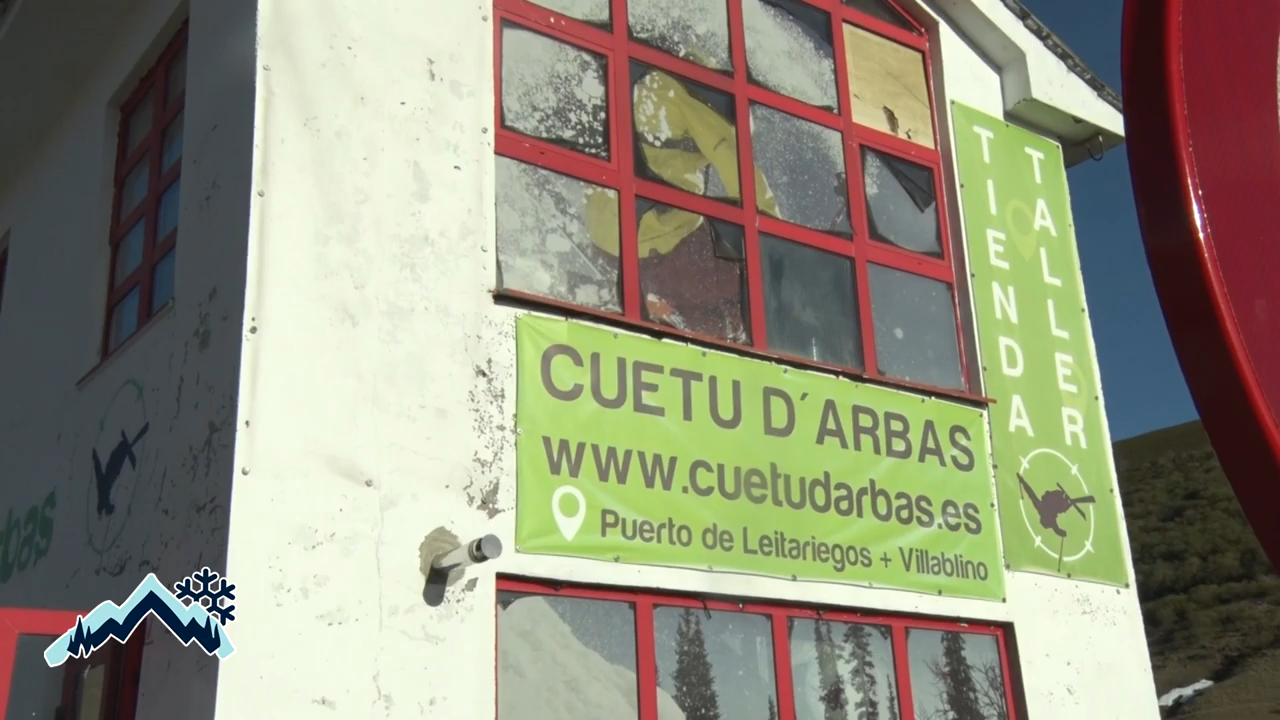 CUETU D´ARBAS
www.cuetudarbas.es
Puerto de Leitariegos + Villablino
TIENDA
TALLER